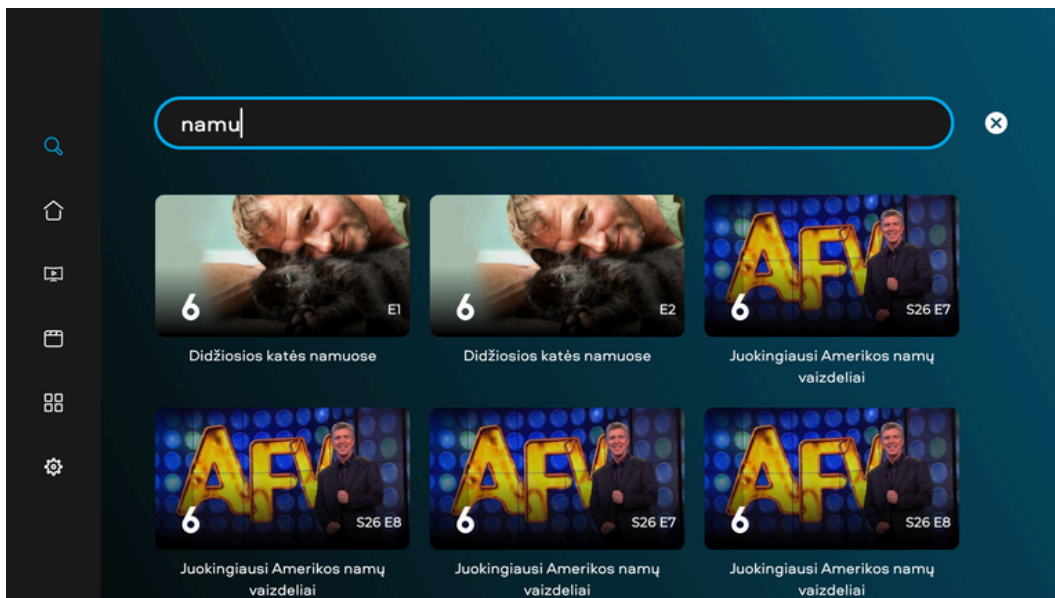 namu
6
E1
Didžiosios katės namuose
6
E2
Didžiosios katės namuose
AFV
6
S26 E7
Juokingiausi Amerikos namų
vaizdeliai
AFV
6
S26 E8
Juokingiausi Amerikos namų
vaizdeliai
AFV
6
S26 E7
Juokingiausi Amerikos namų
vaizdeliai
AFV
6
S26 E8
Juokingiausi Amerikos namų
vaizdeliai